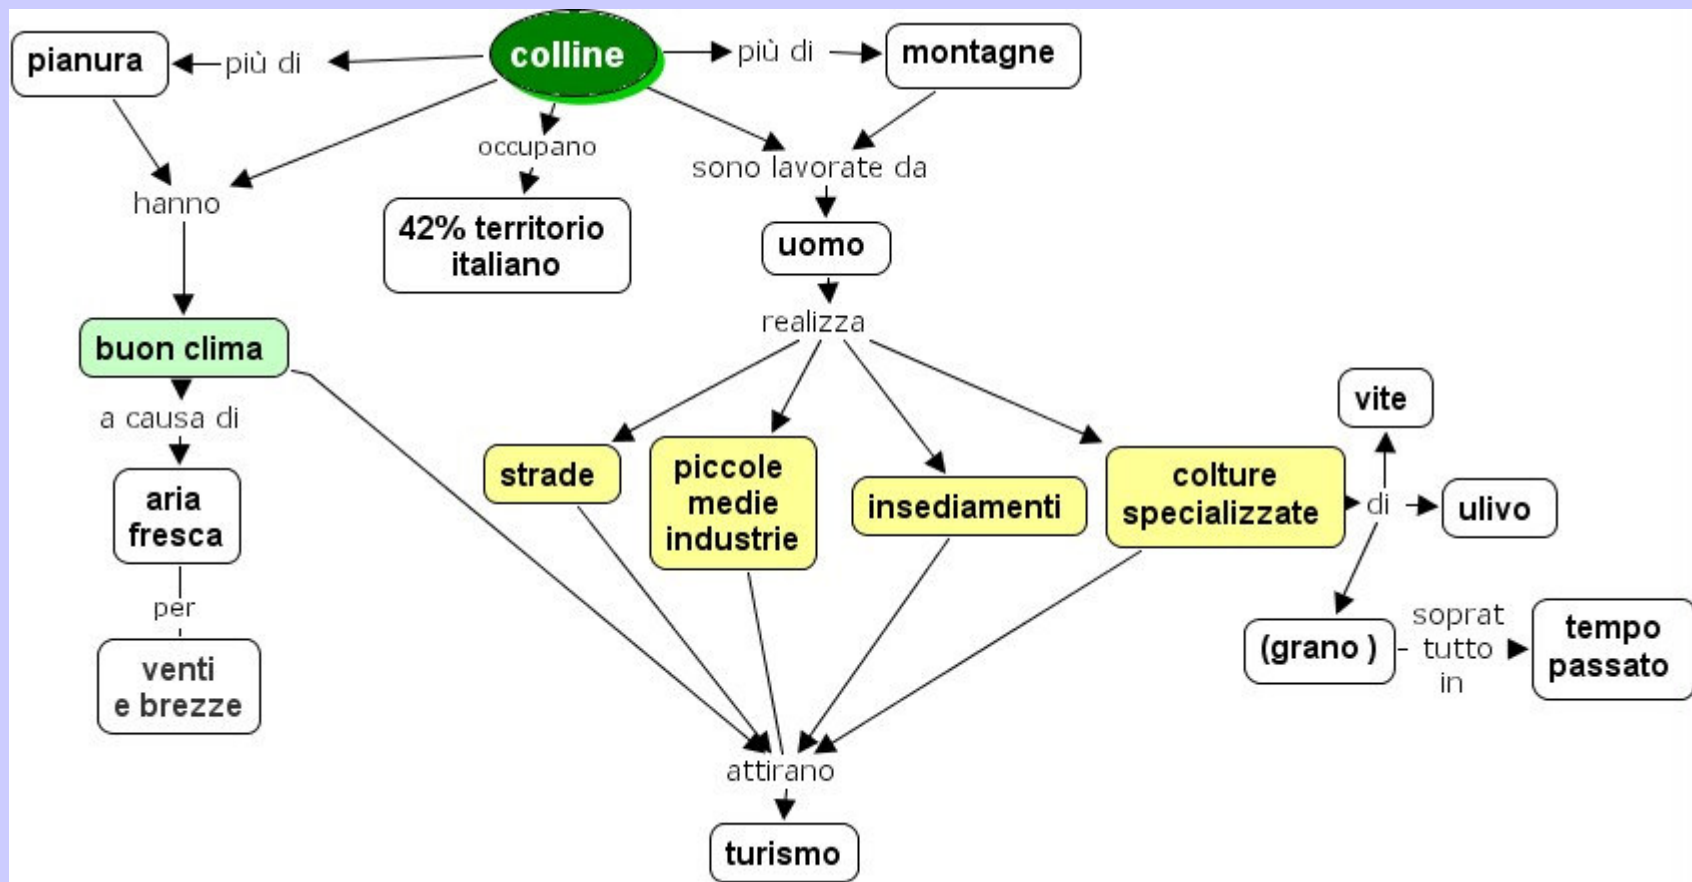 colline
pianura
più di
più di
montagne
occupano
sono lavorate da
hanno
42% territorio
italiano
uomo
realizza
buon clima
a causa di
vite
strade
piccole
medie
industrie
insediamenti
colture
specializzate
di
ulivo
aria
fresca
per
venti
e brezze
(grano )
soprat
tutto
in
tempo
passato
attirano
turismo